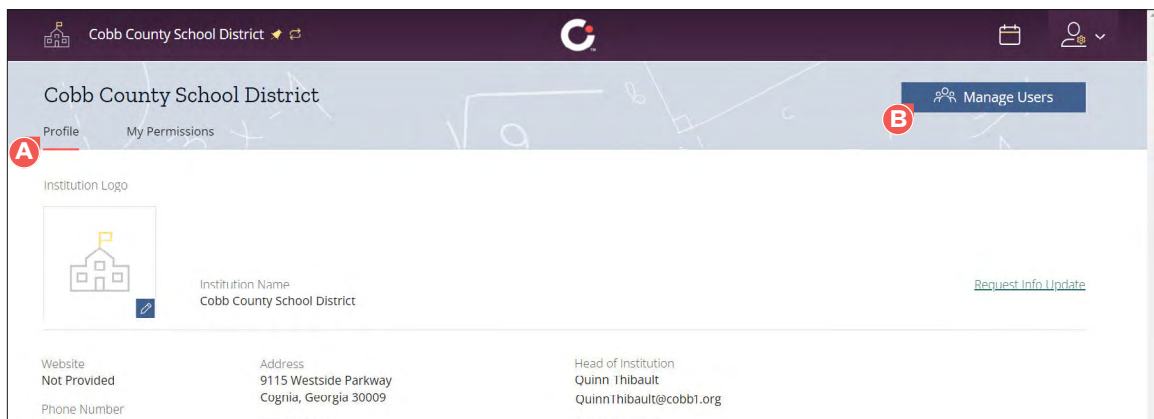 Cobb County School District
Cobb County School District
Manage Users
B
Profile My Permissions
A
Institution Logo
Institution Name
Cobb County School District
Request Info Update
Website
Not Provided
Phone Number
Address
9115 Westside Parkway
Cognia, Georgia 30009
Head of Institution
Quinn Thibault
QuinnThibault@cobb1.org